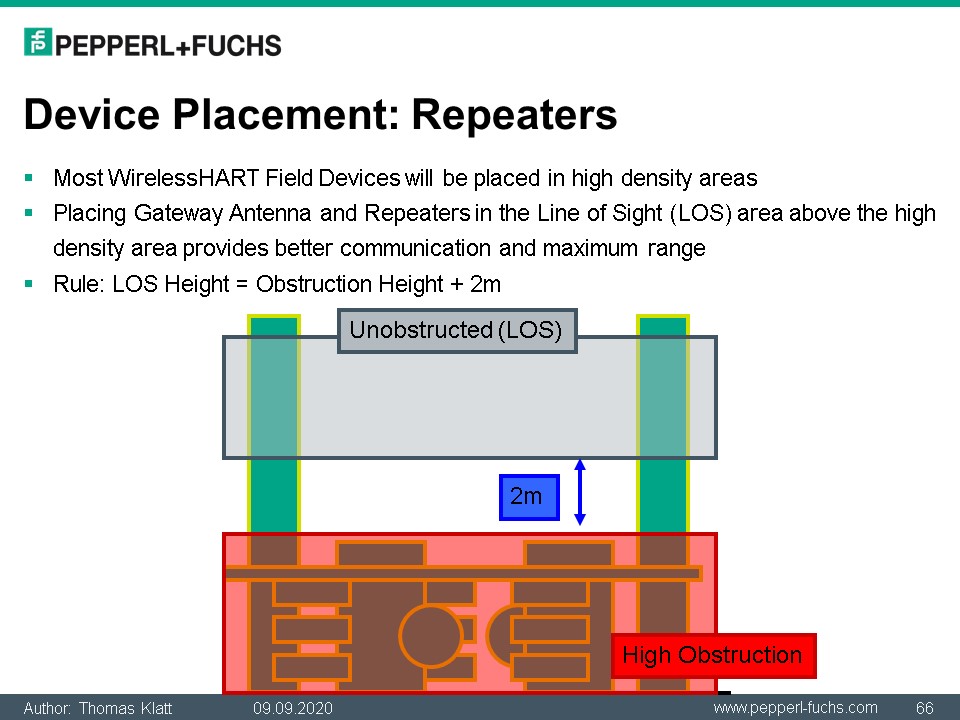 PEPPERL+FUCHS
Device Placement: Repeaters
Most WirelessHART Field Devices will be placed in high density areas
Placing Gateway Antenna and Repeaters in the Line of Sight (LOS) area above the high
density area provides better communication and maximum range
Rule: LOS Height = Obstruction Height + 2m
Unobstructed (LOS)
2m
High Obstruction
Author: Thomas Klatt 09.09.2020 www.pepperl-fuchs.com 66